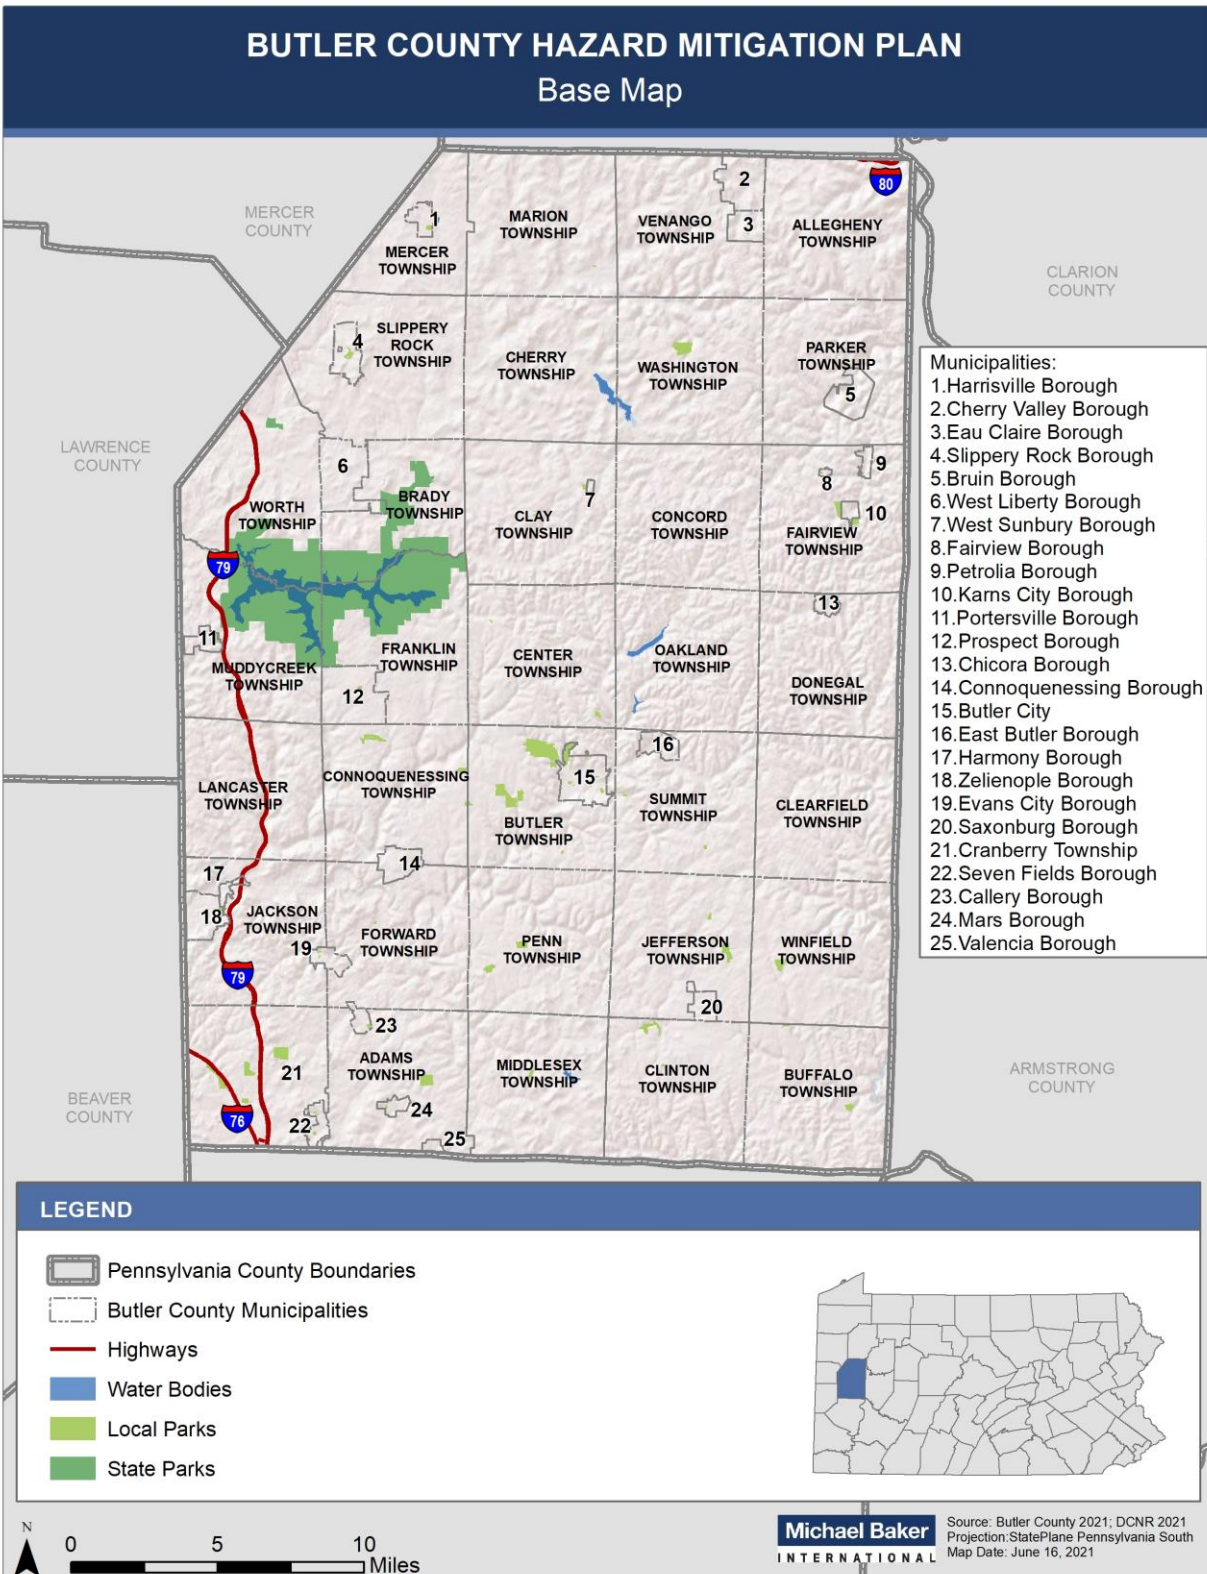 BUTLER COUNTY HAZARD MITIGATION PLAN
Base Map
MERCER
COUNTY
CLARION
COUNTY
LAWRENCE
COUNTY
BEAVER
COUNTY
ARMSTRONG
COUNTY
80
79
79
76
1
MERCER
TOWNSHIP
MARION
TOWNSHIP
VENANGO
TOWNSHIP
2
3
ALLEGHENY
TOWNSHIP
4
SLIPPERY
ROCK
TOWNSHIP
CHERRY
TOWNSHIP
WASHINGTON
TOWNSHIP
PARKER
TOWNSHIP
5
6
WORTH
TOWNSHIP
BRADY
TOWNSHIP
CLAY
TOWNSHIP
7
CONCORD
TOWNSHIP
8
9
10
FAIRVIEW
TOWNSHIP
11
MUDDYCREEK
TOWNSHIP
FRANKLIN
TOWNSHIP
12
CENTER
TOWNSHIP
OAKLAND
TOWNSHIP
13
DONEGAL
TOWNSHIP
LANCASTER
TOWNSHIP
CONNOQUENESSING
TOWNSHIP
BUTLER
TOWNSHIP
15
16
SUMMIT
TOWNSHIP
CLEARFIELD
TOWNSHIP
14
17
18
JACKSON
TOWNSHIP
19
FORWARD
TOWNSHIP
PENN
TOWNSHIP
JEFFERSON
TOWNSHIP
WINFIELD
TOWNSHIP
20
21
22
23
ADAMS
TOWNSHIP
24
25
MIDDLESEX
TOWNSHIP
CLINTON
TOWNSHIP
BUFFALO
TOWNSHIP
Municipalities:
1.Harrisville Borough
2.Cherry Valley Borough
3.Eau Claire Borough
4.Slippery Rock Borough
5.Bruin Borough
6.West Liberty Borough
7.West Sunbury Borough
8.Fairview Borough
9.Petrolia Borough
10.Karns City Borough
11.Portersville Borough
12.Prospect Borough
13.Chicora Borough
14.Connoquenessing Borough
15.Butler City
16.East Butler Borough
17.Harmony Borough
18.Zelienople Borough
19.Evans City Borough
20.Saxonburg Borough
21.Cranberry Township
22.Seven Fields Borough
23.Callery Borough
24.Mars Borough
25.Valencia Borough
LEGEND
Pennsylvania County Boundaries
Butler County Municipalities
Highways
Water Bodies
Local Parks
State Parks
N
0 5 10
Miles
Michael Baker
INTERNATIONAL
Source: Butler County 2021; DCNR 2021
Projection:StatePlane Pennsylvania South
Map Date: June 16, 2021